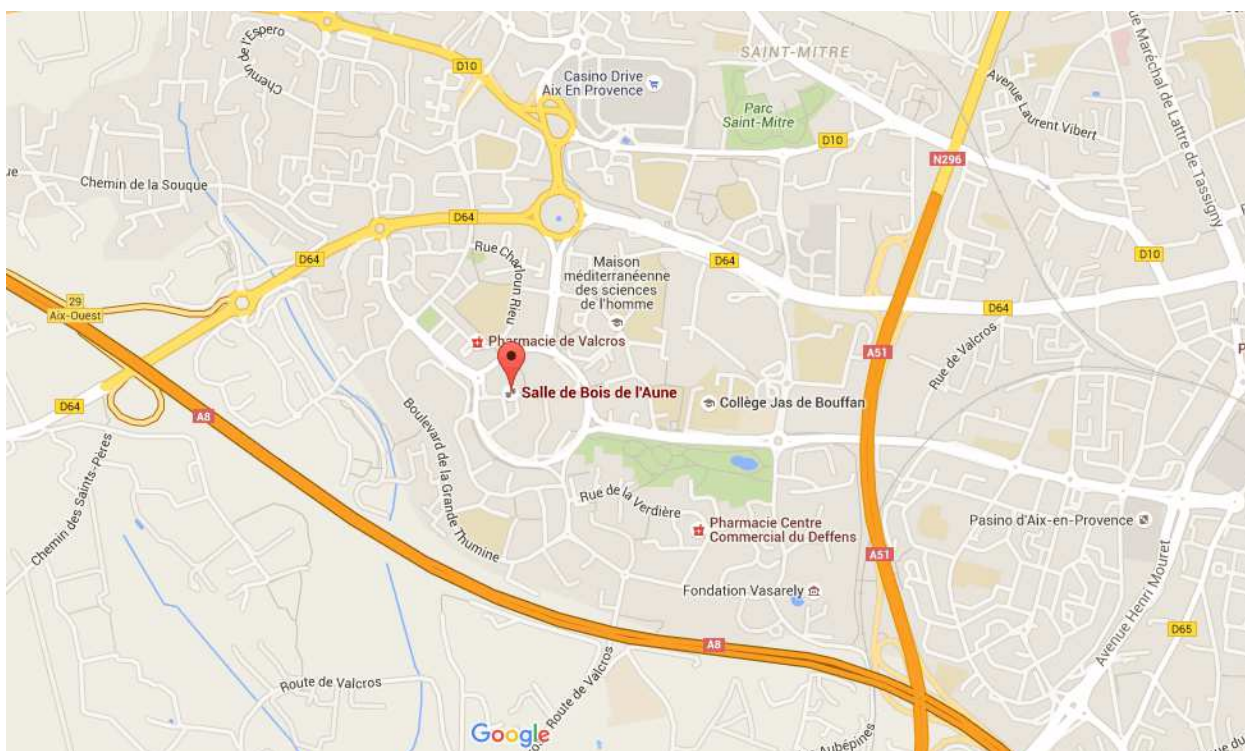 Chemin de l'Espero
D10
SAINT-MITRE
Casino Drive
Aix En Provence
Parc
Saint-Mitre
Avenue Laurent Vibert
Rue Maréchal de Lattre de Tassigny
D10
N296
ue
Chemin de la Souque
D64
D64
Rue Charloun Rieu
Maison
méditerranéenne
des sciences
de l'homme
D64
D10
29
Aix-Ouest
D64
Pharmacie de Valcros
A51
Rue de Valcros
Salle de Bois de l'Aune
Collège Jas de Bouffan
D64
A8
Boulevard de la Grande Thumine
Chemin des Saints-Pères
Rue de la Verdière
Pharmacie Centre
Commercial du Deffens
Pasino d'Aix-en-Provence
A51
Fondation Vasarely
Avenue Henri Mouret
D65
A8
Route de Valcros
Route de Valcros
Google
Aubépines